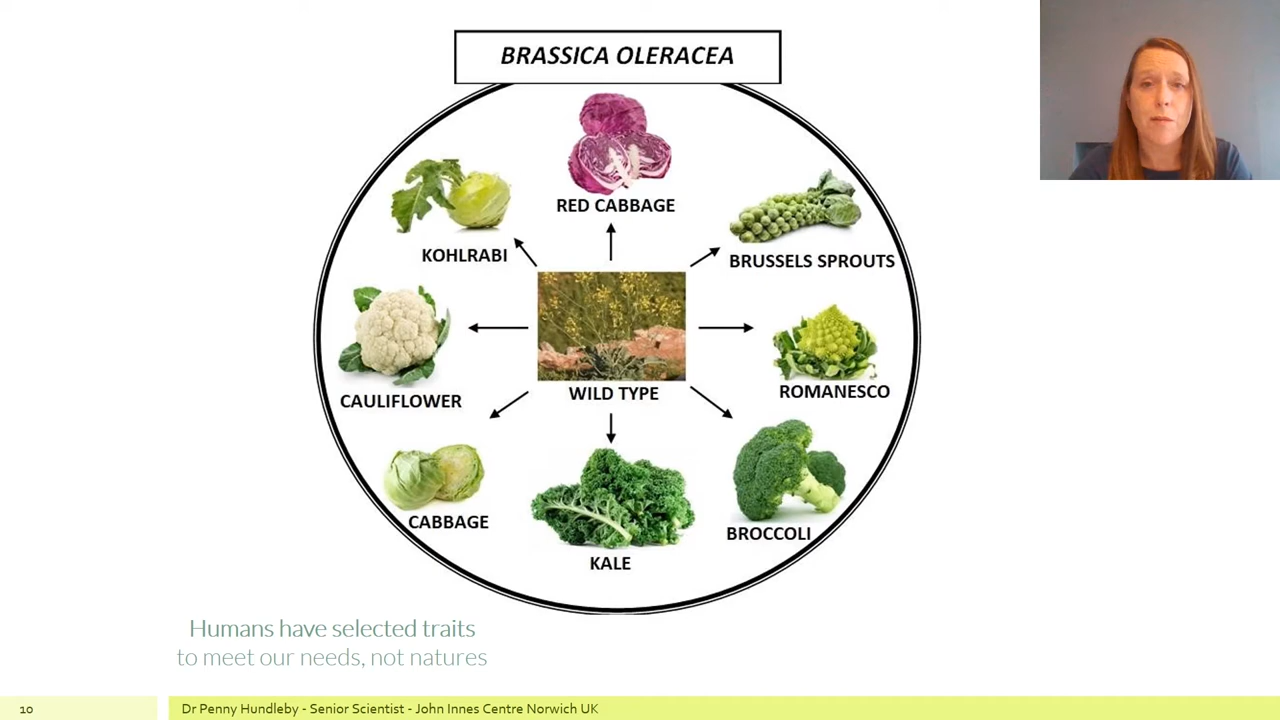 BRASSICA OLERACEA
RED CABBAGE
KOHLRABI
BRUSSELS SPROUTS
CAULIFLOWER
WILD TYPE
ROMANESCO
CABBAGE
BROCCOLI
KALE
Humans have selected traits
to meet our needs, not natures
10
Dr Penny Hundleby - Senior Scientist - John Innes Centre Norwich UK